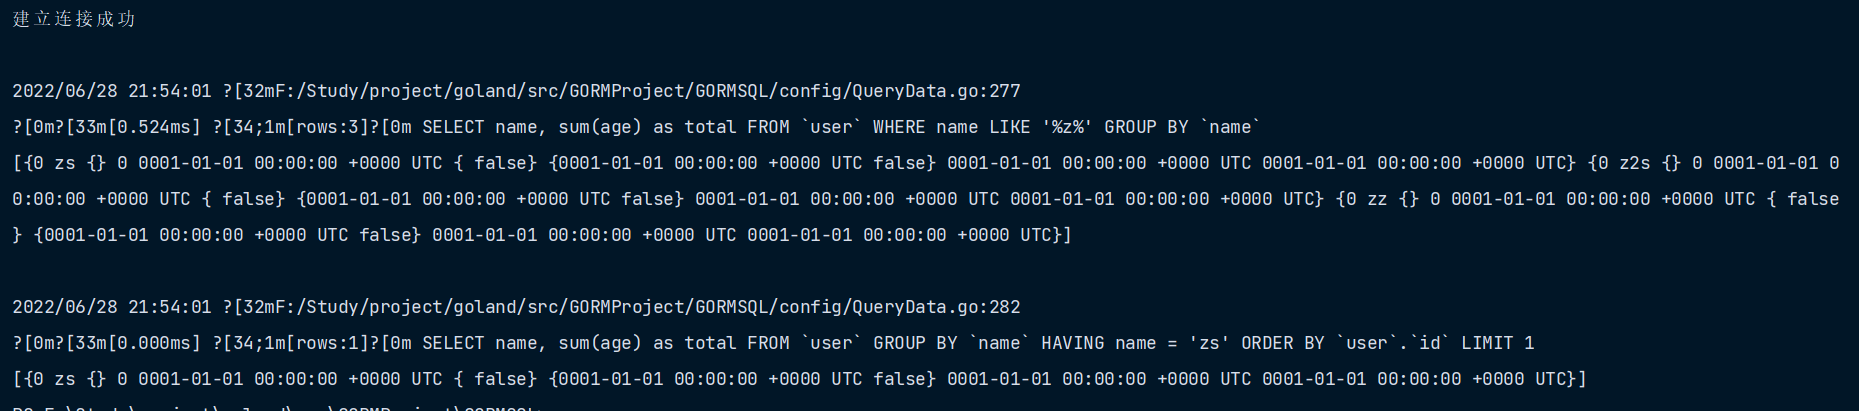 建立连接成功
2022/06/28 21:54:01 ?[32mF:/Study/project/goland/src/GORMProject/GORMSQL/config/QueryData.go:277
?[0m?[33m[0.524ms] ?[34;1m[rows:3]?[0m SELECT name, sum(age) as total FROM `user` WHERE name LIKE '%z%' GROUP BY `name`
[{0 zs {} 0 0001-01-01 00:00:00 +0000 UTC { false} {0001-01-01 00:00:00 +0000 UTC false} 0001-01-01 00:00:00 +0000 UTC 0001-01-01 00:00:00 +0000 UTC} {0 z2s {} 0 0001-01-01 0
0:00:00 +0000 UTC { false} {0001-01-01 00:00:00 +0000 UTC false} 0001-01-01 00:00:00 +0000 UTC 0001-01-01 00:00:00 +0000 UTC} {0 zz {} 0 0001-01-01 00:00:00 +0000 UTC { false
} {0001-01-01 00:00:00 +0000 UTC false} 0001-01-01 00:00:00 +0000 UTC 0001-01-01 00:00:00 +0000 UTC}]
2022/06/28 21:54:01 ?[32mF:/Study/project/goland/src/GORMProject/GORMSQL/config/QueryData.go:282
?[0m?[33m[0.000ms] ?[34;1m[rows:1]?[0m SELECT name, sum(age) as total FROM `user` GROUP BY `name` HAVING name = 'zs' ORDER BY `user`.`id` LIMIT 1
[{0 zs {} 0 0001-01-01 00:00:00 +0000 UTC { false} {0001-01-01 00:00:00 +0000 UTC false} 0001-01-01 00:00:00 +0000 UTC 0001-01-01 00:00:00 +0000 UTC}]